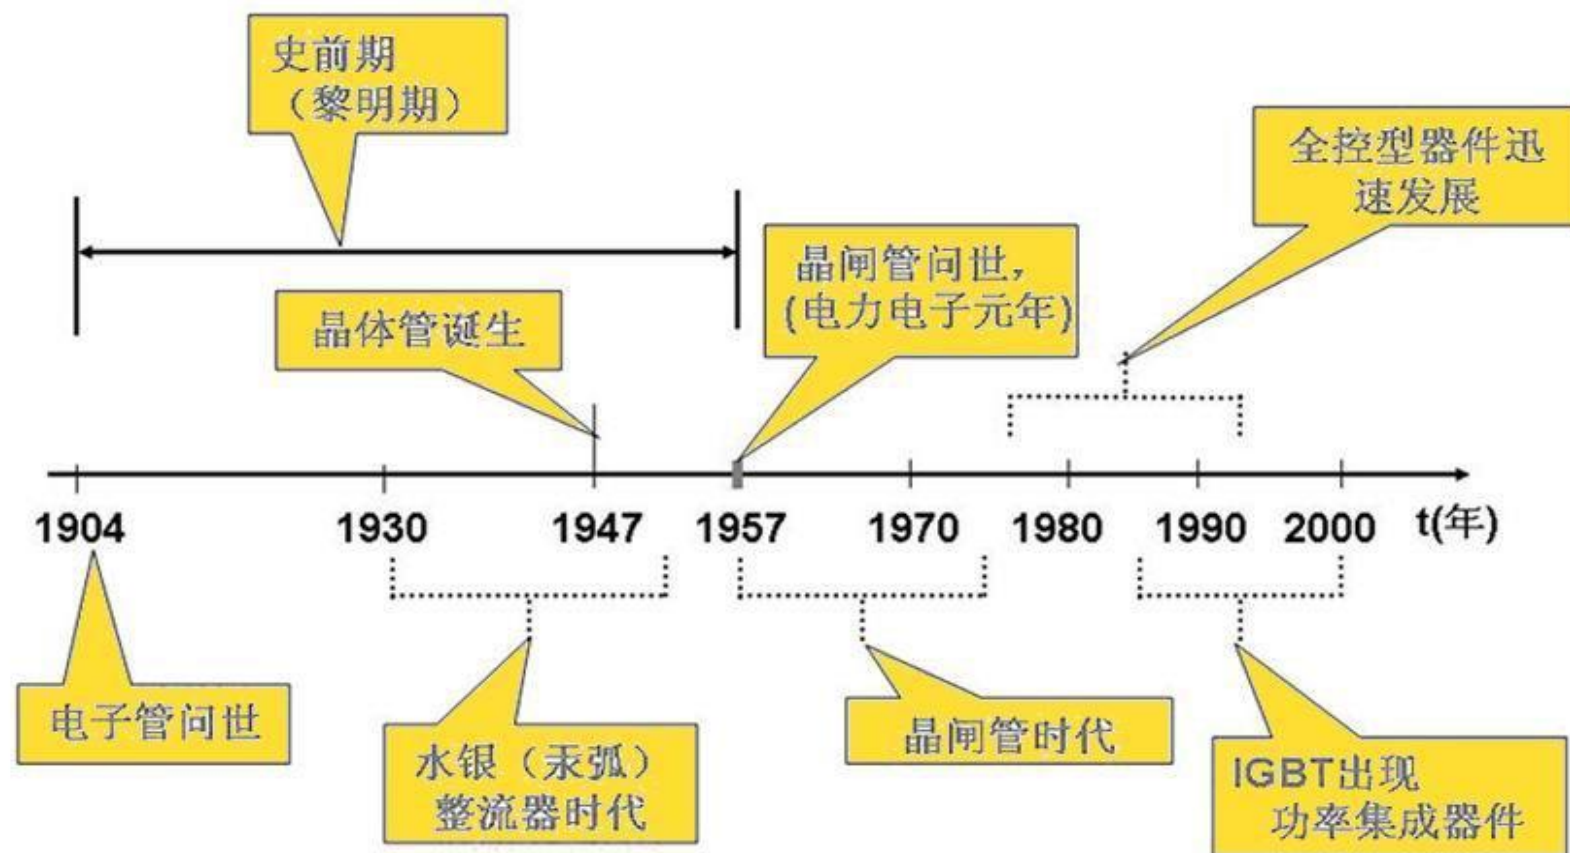 史前期
（黎明期）
全控型器件迅
速发展
晶闸管问世，
(电力电子元年)
晶体管诞生
1904
1930
1947
1957
1970
1980
1990
2000
t(年)
电子管问世
水银（汞弧）
整流器时代
晶闸管时代
IGBT出现
功率集成器件